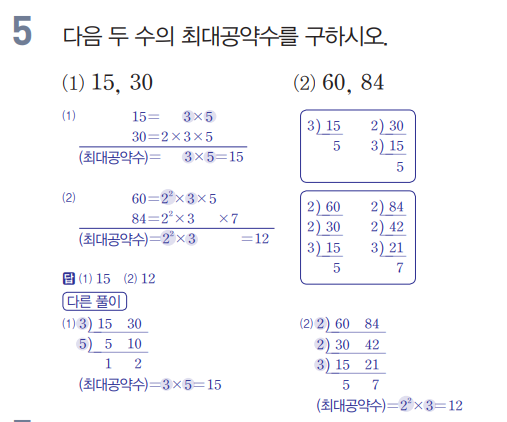 5 다음 두 수의 최대공약수를 구하시오.
(1) 15, 30 (2) 60, 84
(1) 15= 3×5
30=2×3×5
(최대공약수)= 3×5=15
3) 15 2) 30
5 3) 15
5
(2) 60=2²×3×5
84=2²×3 ×7
(최대공약수)=2²×3 =12
2) 60 2) 84
2) 30 2) 42
3) 15 3) 21
5 7
답 (1) 15 (2) 12
다른 풀이
(1) 3) 15 30
5) 5 10
1 2
(최대공약수)=3×5=15
(2) 2) 60 84
2) 30 42
3) 15 21
5 7
(최대공약수)=2²×3=12